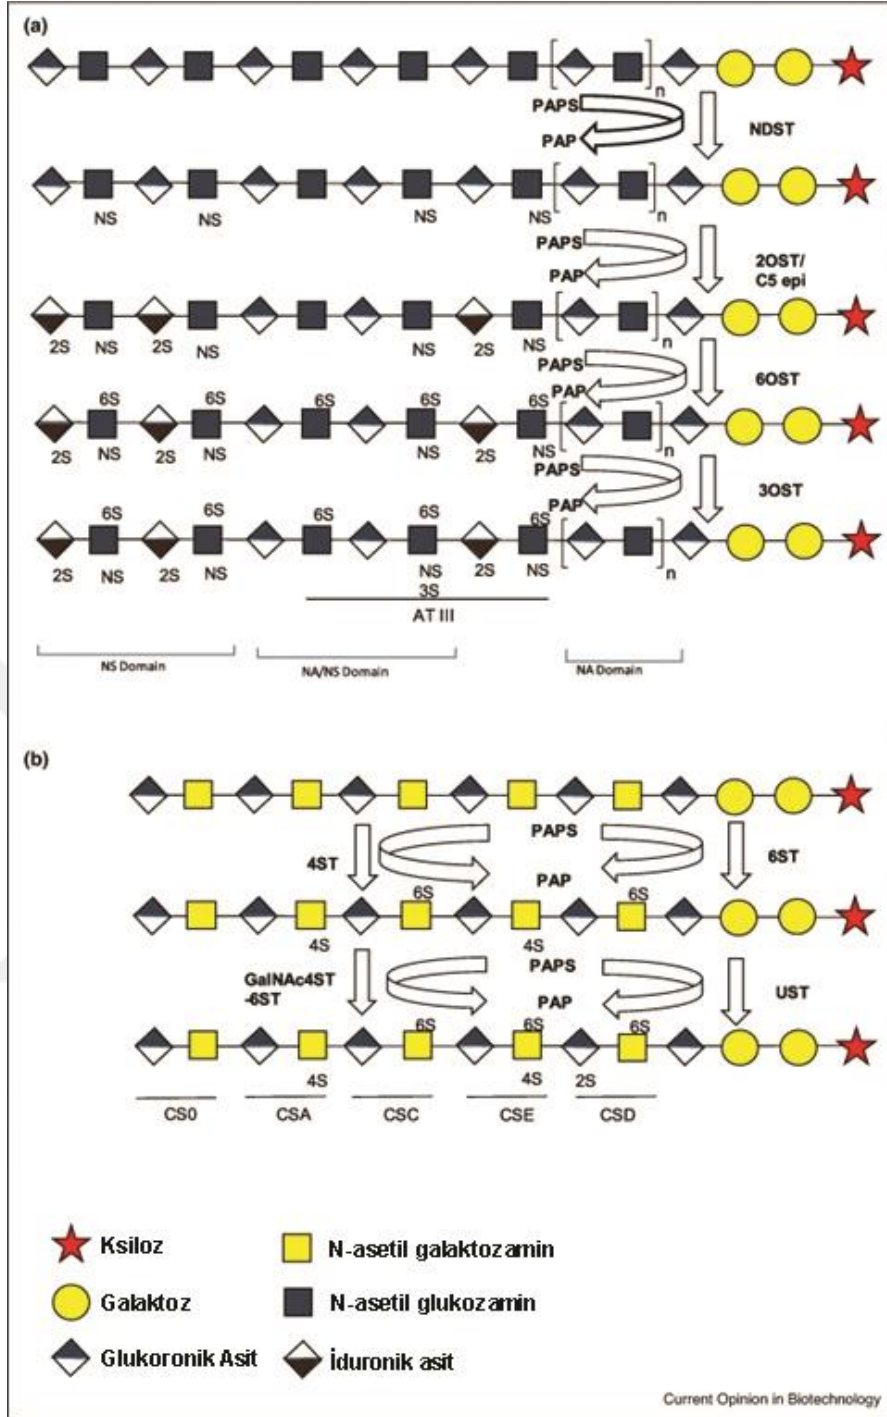 (a)
n
PAPS
NDST
PAP
NS NS NS NS n
PAPS
2OST/
PAP
C5 epi
2S NS 2S NS NS 2S NS n
PAPS
6OST
PAP
6S 6S 6S 6S 6S
2S NS 2S NS NS 2S NS n
PAPS
3OST
PAP
6S 6S 6S 6S 6S
2S NS 2S NS NS 2S NS n
3S
AT III
NS Domain NA/NS Domain NA Domain
(b)
PAPS
4ST 6ST
PAP
6S 6S
4S 4S
PAPS
GalNAc4ST
-6ST PAP UST
6S 6S 6S
4S 4S 2S
CS0 CSA CSC CSE CSD
Ksiloz N-asetil galaktozamin
Galaktoz N-asetil glukozamin
Glukoronik Asit İduronik asit
Current Opinion in Biotechnology